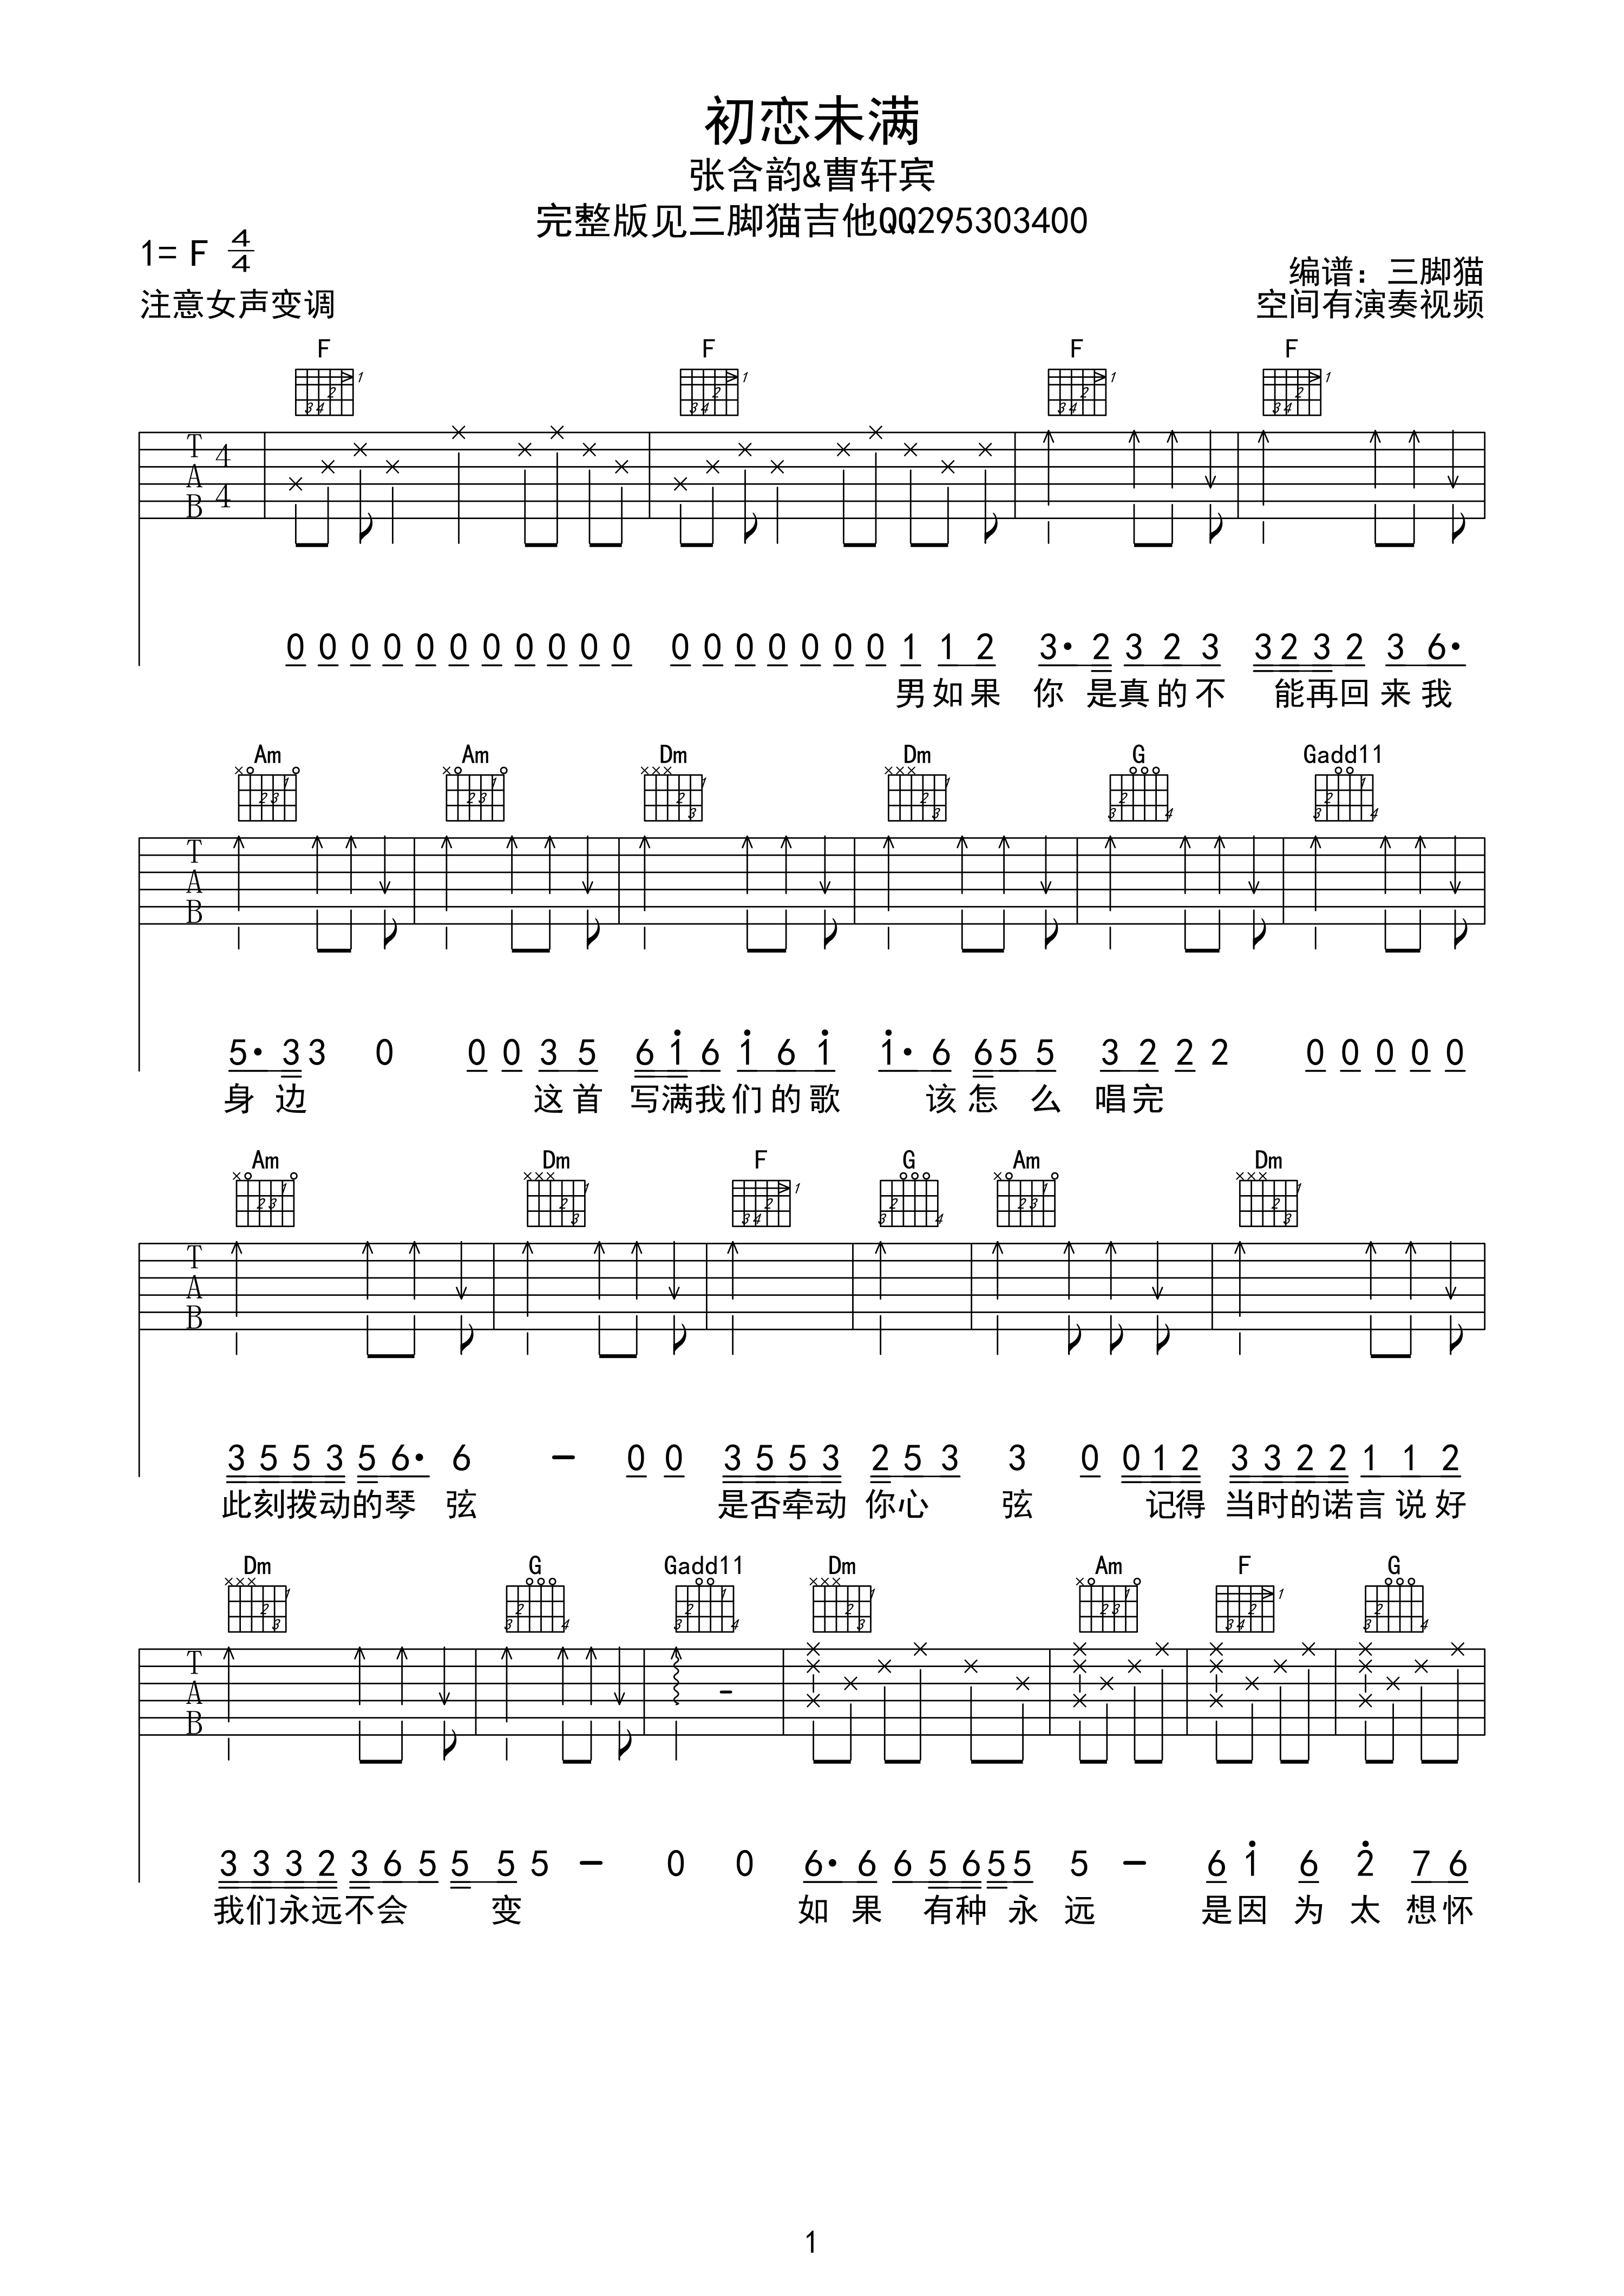 初恋未满
张含韵&曹轩宾
完整版见三脚猫吉他QQ295303400
1= F 4/4
编谱：三脚猫
注意女声变调
空间有演奏视频
F F F F
T A B 4 4
0 0 0 0 0 0 0 0 0 0 0 0 0 0 0 0 0 0 1 1 2 3· 2 3 2 3 3 2 3 2 3 6·
男如果 你 是真的不 能再回来我
Am Am Dm Dm G Gadd11
T A B
5· 3 3 0 0 0 3 5 6 1 6 1 6 1 1· 6 6 5 5 3 2 2 2 0 0 0 0 0
身边 这首 写满我们的歌 该怎么 唱完
Am Dm F G Am Dm
T A B
3 5 5 3 5 6· 6 – 0 0 3 5 5 3 2 5 3 3 0 0 1 2 3 3 2 2 1 1 2
此刻拨动的琴 弦 是否牵动 你心 弦 记得 当时的诺言说好
Dm G Gadd11 Dm Am F G
T A B
3 3 3 2 3 6 5 5 5 5 – 0 0 6· 6 6 5 6 5 5 5 – 6 1 6 2 7 6
我们永远不会 变 如果 有种 永 远 是因 为 太 想怀
1